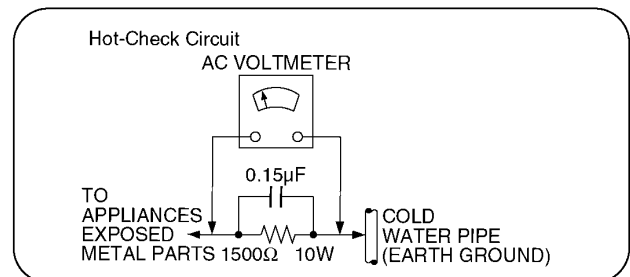 Hot-Check Circuit
AC VOLTMETER
0.15µF
TO
APPLIANCES
EXPOSED
METAL PARTS
1500Ω 10W
COLD
WATER PIPE
(EARTH GROUND)